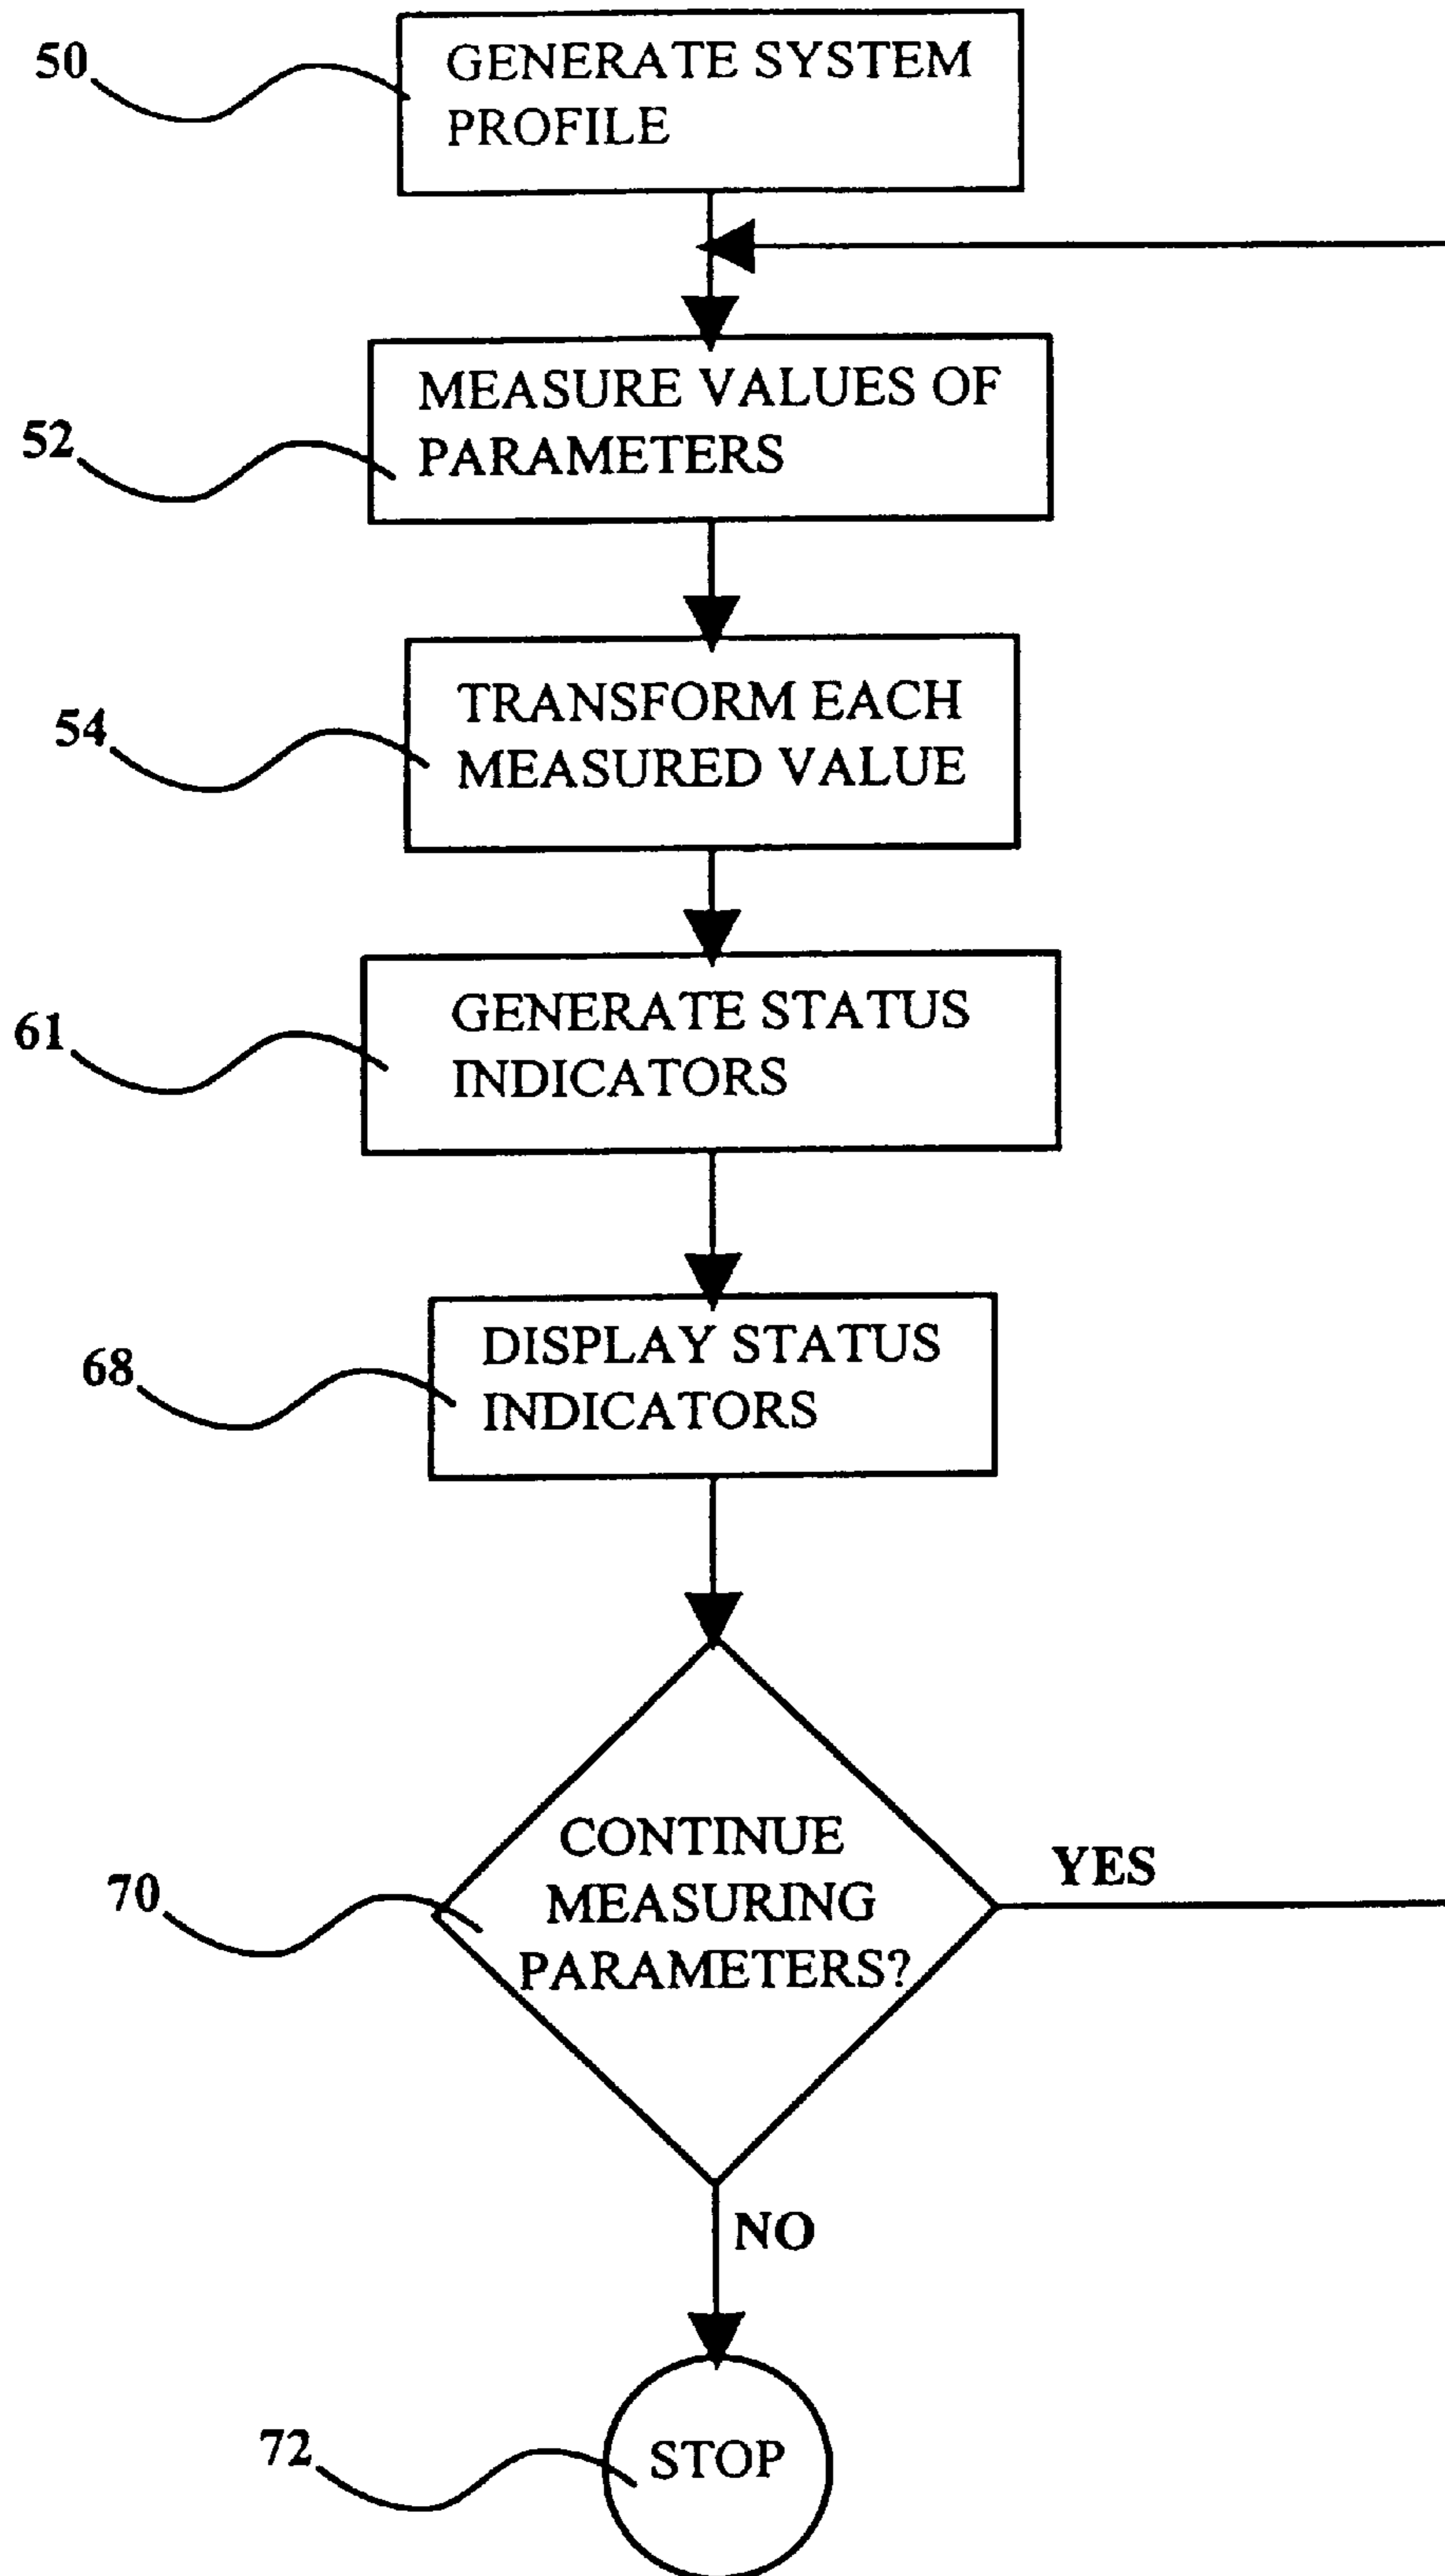 50
GENERATE SYSTEM
PROFILE
52
MEASURE VALUES OF
PARAMETERS
54
TRANSFORM EACH
MEASURED VALUE
61
GENERATE STATUS
INDICATORS
68
DISPLAY STATUS
INDICATORS
70
CONTINUE
MEASURING
PARAMETERS?
YES
NO
72
STOP